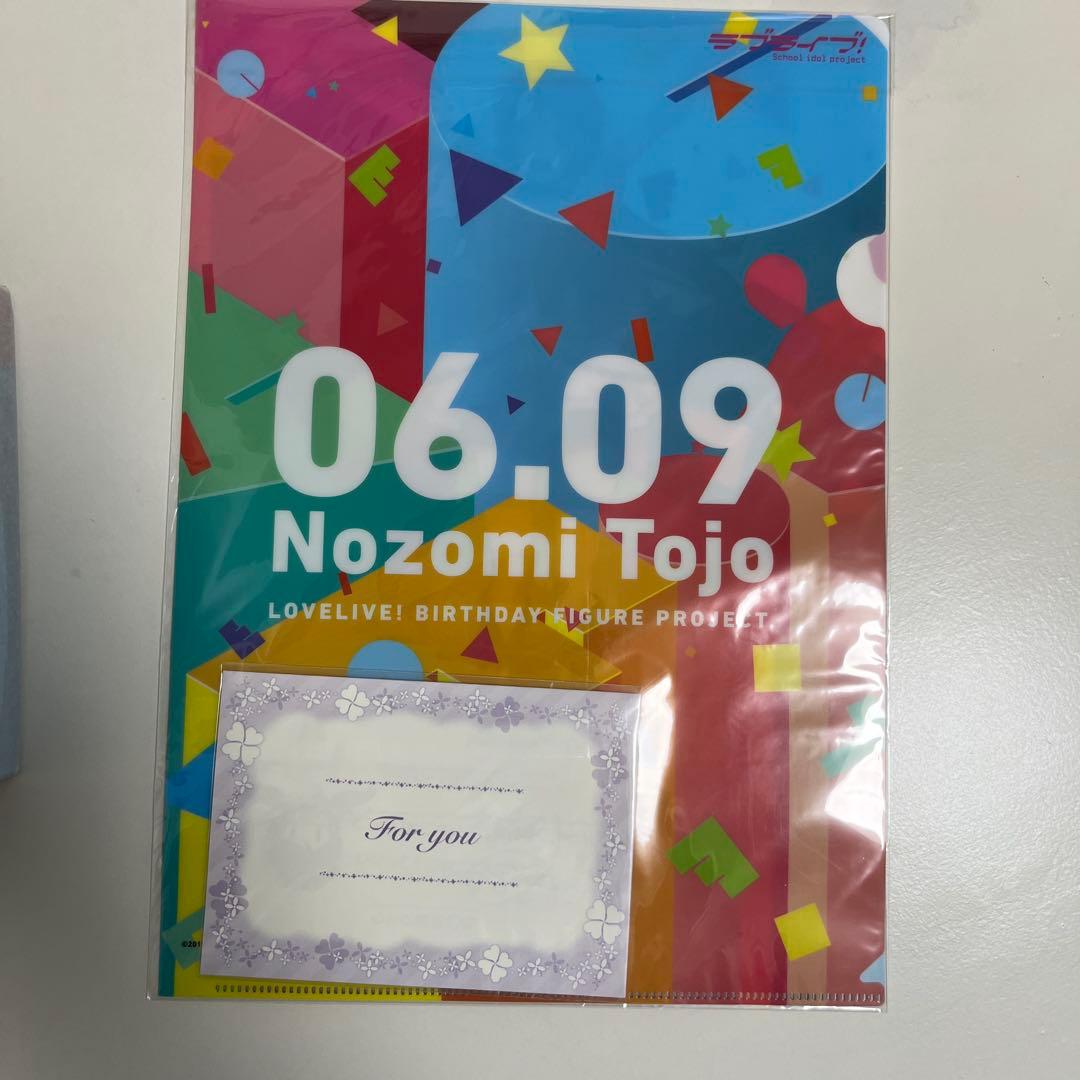 ラブライブ!
School idol project
06.09
Nozomi Tojo
LOVELIVE! BIRTHDAY FIGURE PROJECT
For you